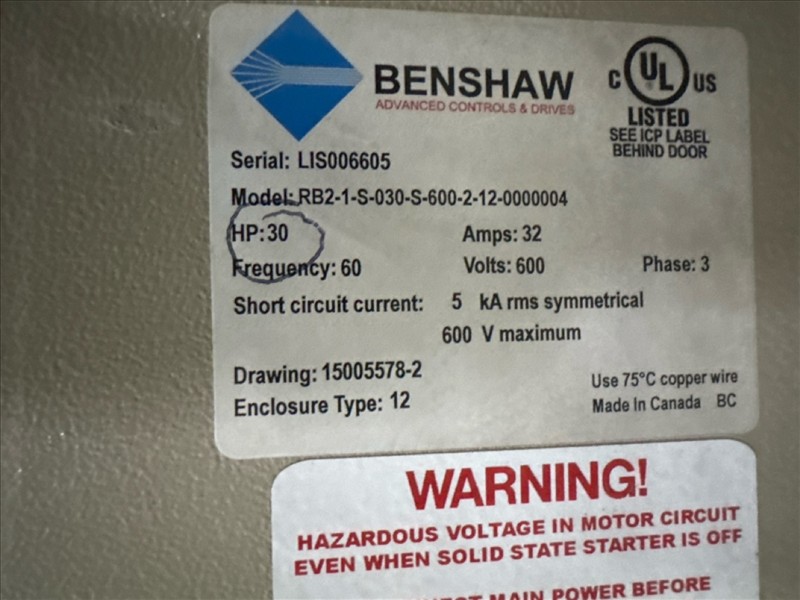 BENSHAW
ADVANCED CONTROLS & DRIVES
C UL US
LISTED
SEE ICP LABEL
BEHIND DOOR
Serial: LIS006605
Model: RB2-1-S-030-S-600-2-12-0000004
HP: 30 Amps: 32
Frequency: 60 Volts: 600 Phase: 3
Short circuit current: 5 kA rms symmetrical
600 V maximum
Drawing: 15005578-2
Enclosure Type: 12
Use 75°C copper wire
Made In Canada BC
WARNING!
HAZARDOUS VOLTAGE IN MOTOR CIRCUIT
EVEN WHEN SOLID STATE STARTER IS OFF
MAIN POWER BEFORE